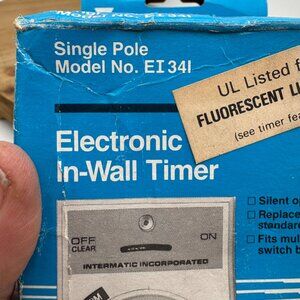 Single Pole
Model No. EI 341
UL Listed f
FLUORESCENT LI
(see timer fea
Electronic
In-Wall Timer
Silent o
Replace
standar
Fits mul
switch b
OFF
CLEAR
ON
INTERMATIC INCORPORATED